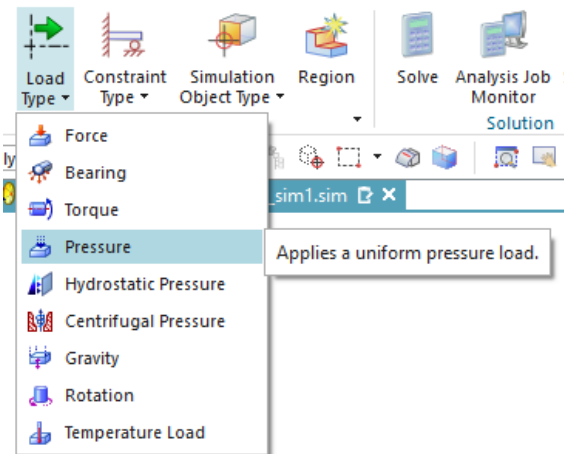 Load Type
Constraint Type
Simulation Object Type
Region
Solve
Analysis Job Monitor
Solution
ly
_sim1.sim
Force
Bearing
Torque
Pressure
Applies a uniform pressure load.
Hydrostatic Pressure
Centrifugal Pressure
Gravity
Rotation
Temperature Load